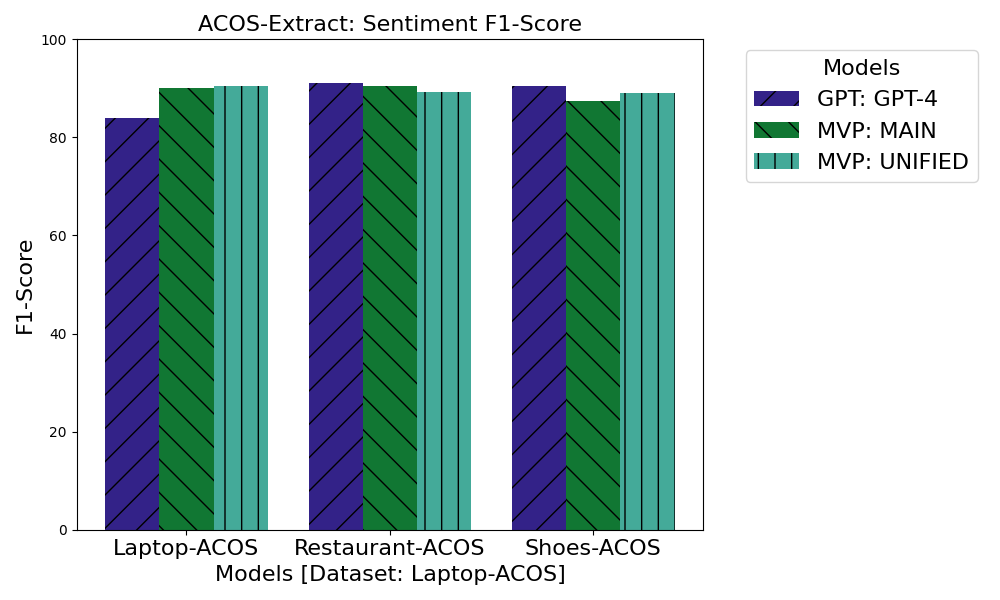 ACOS-Extract: Sentiment F1-Score
100
80
60
40
20
0
F1-Score
Laptop-ACOS
Restaurant-ACOS
Shoes-ACOS
Models [Dataset: Laptop-ACOS]
Models
GPT: GPT-4
MVP: MAIN
MVP: UNIFIED